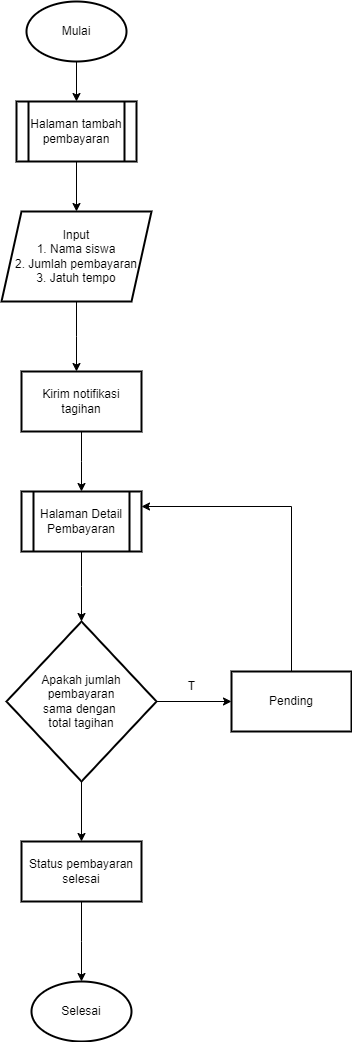 Mulai
Halaman tambah
pembayaran
Input
1. Nama siswa
2. Jumlah pembayaran
3. Jatuh tempo
Kirim notifikasi
tagihan
Halaman Detail
Pembayaran
Apakah jumlah
pembayaran
sama dengan
total tagihan
T
Pending
Status pembayaran
selesai
Selesai